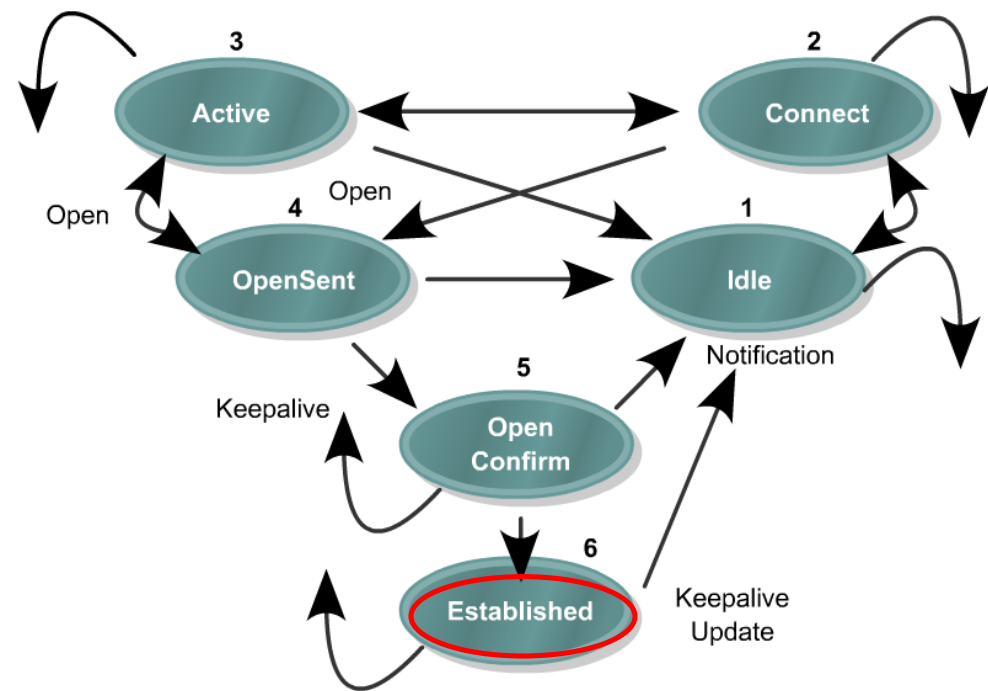 3
2
Active
Connect
Open
Open
4
1
OpenSent
Idle
Notification
5
Keepalive
Open
Confirm
6
Established
Keepalive
Update